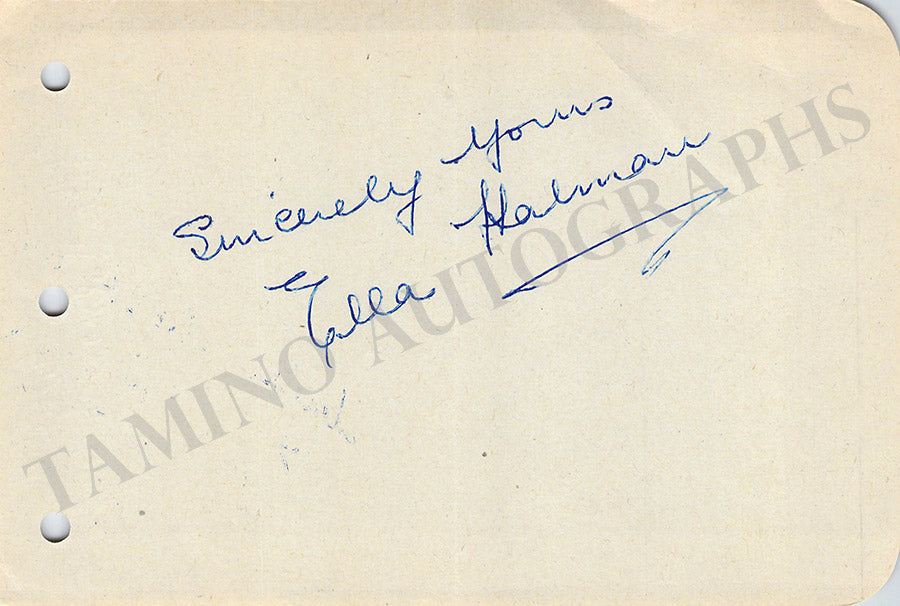 Sincerely Yours
Ella Halman
TAMINO AUTOGRAPHS